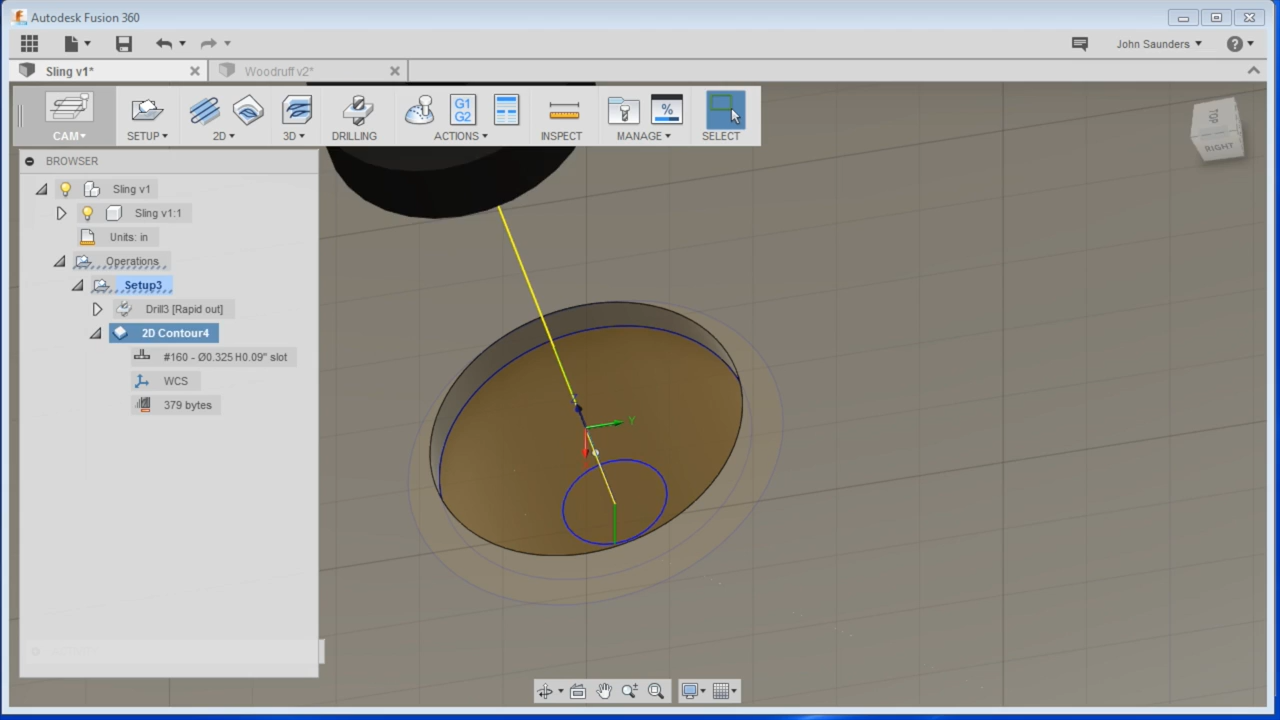 Autodesk Fusion 360
John Saunders
Sling v1*
Woodruff v2*
G1
G2
%
CAM
SETUP
2D
3D
DRILLING
ACTIONS
INSPECT
MANAGE
SELECT
TOP
RIGHT
BROWSER
Sling v1
Sling v1:1
Units: in
Operations
Setup3
Drill3 [Rapid out]
2D Contour4
#160 - Ø0.325 H0.09" slot
WCS
379 bytes
Y